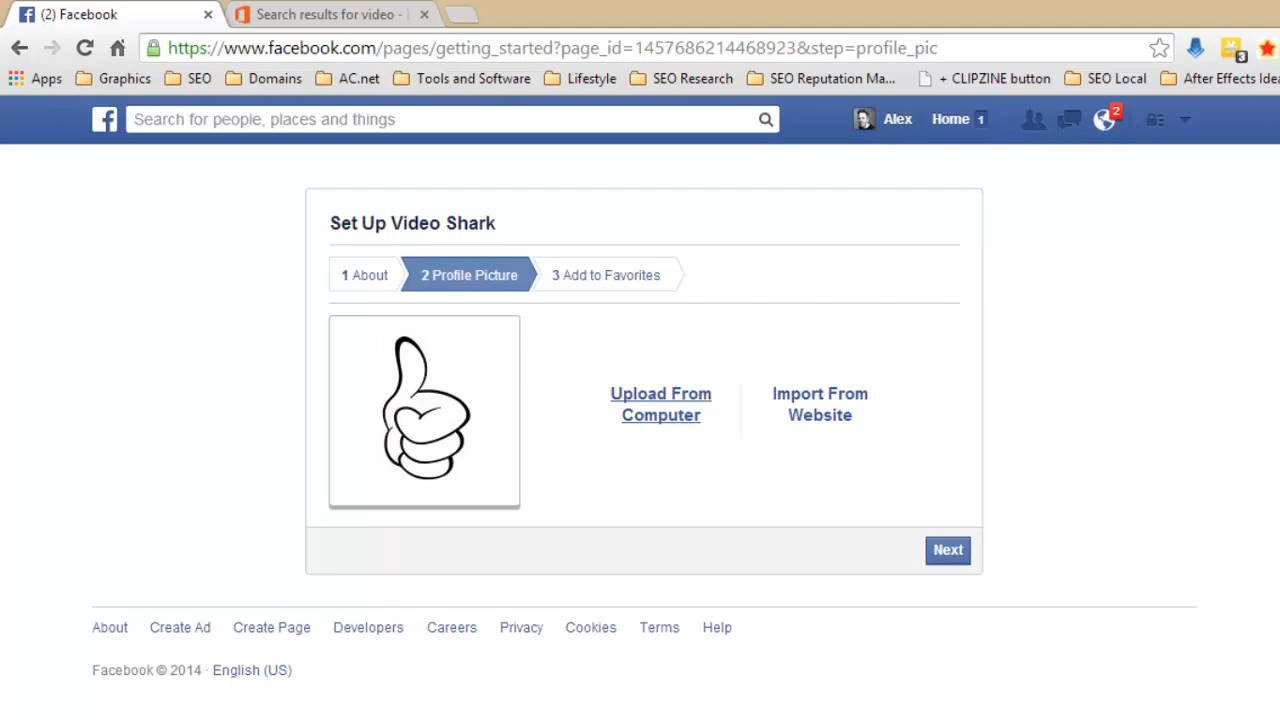 (2) Facebook
Search results for video -
https://www.facebook.com/pages/getting_started?page_id=1457686214468923&step=profile_pic
3
Apps Graphics SEO Domains AC.net Tools and Software Lifestyle SEO Research SEO Reputation Ma... + CLIPZINE button SEO Local After Effects Idea
Search for people, places and things
Alex Home 1 2
Set Up Video Shark
1 About 2 Profile Picture 3 Add to Favorites
Upload From
Computer
Import From
Website
Next
About Create Ad Create Page Developers Careers Privacy Cookies Terms Help
Facebook © 2014 · English (US)